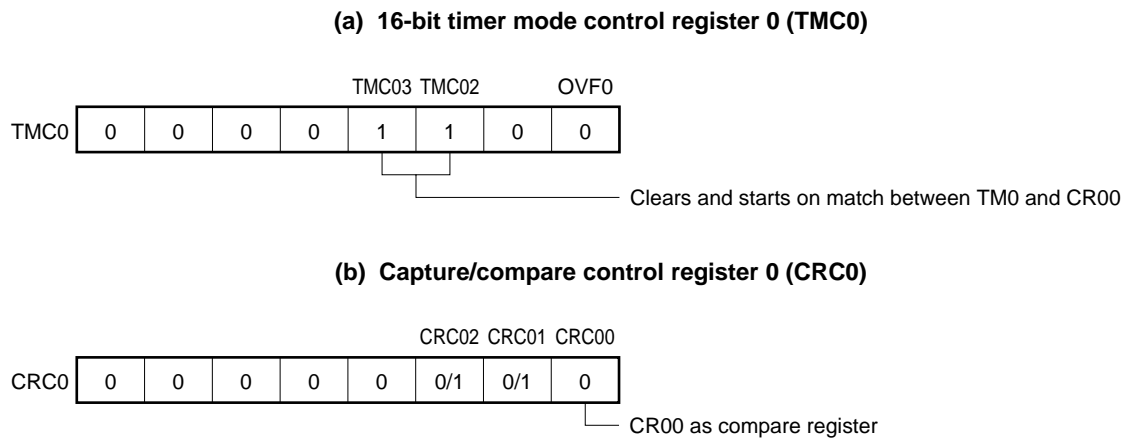 (a) 16-bit timer mode control register 0 (TMC0)
TMC03 TMC02 OVF0
TMC0 0 0 0 0 1 1 0 0
Clears and starts on match between TM0 and CR00
(b) Capture/compare control register 0 (CRC0)
CRC02 CRC01 CRC00
CRC0 0 0 0 0 0 0/1 0/1 0
CR00 as compare register